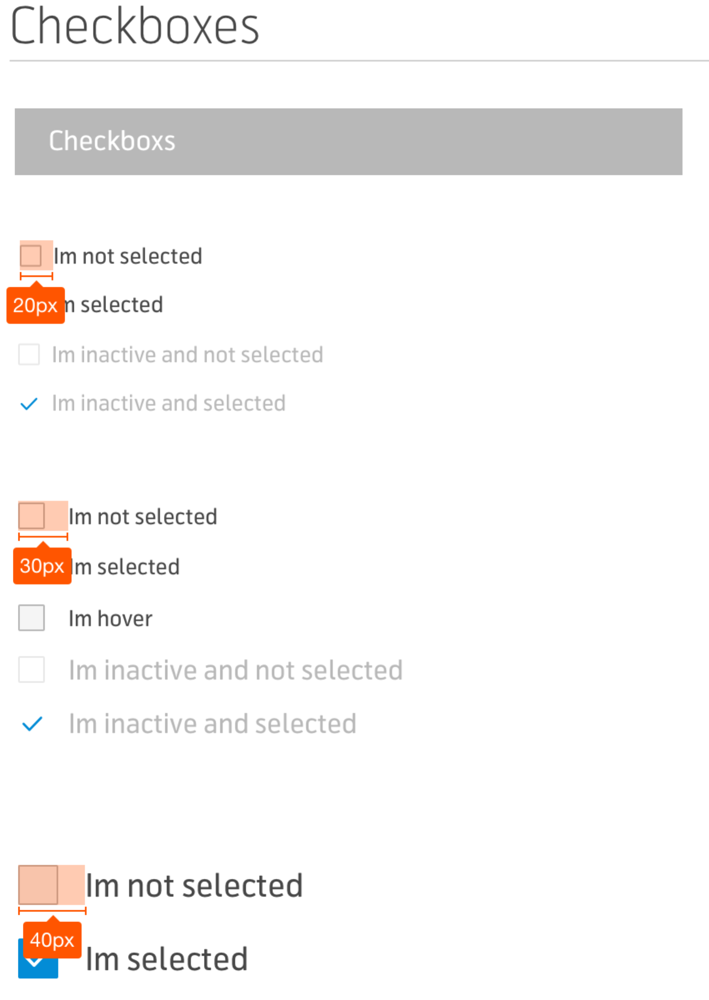 Checkboxes
Checkboxs
Im not selected
20px
m selected
Im inactive and not selected
Im inactive and selected
Im not selected
30px
Im selected
Im hover
Im inactive and not selected
Im inactive and selected
Im not selected
40px
Im selected